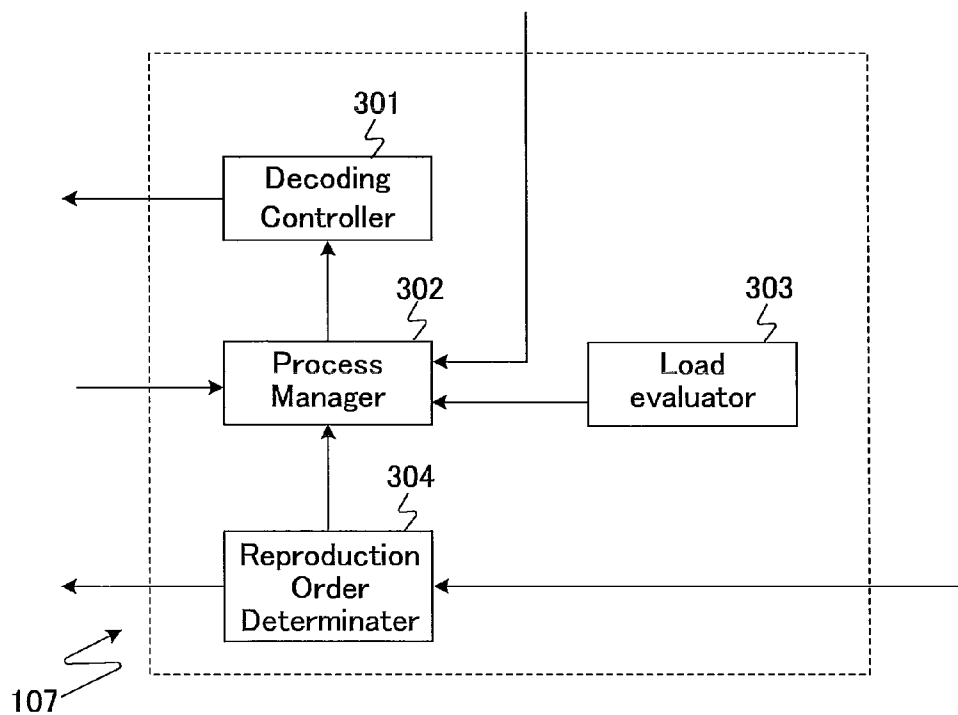 301
Decoding
Controller
302
Process
Manager
303
Load
evaluator
304
Reproduction
Order
Determinater
107